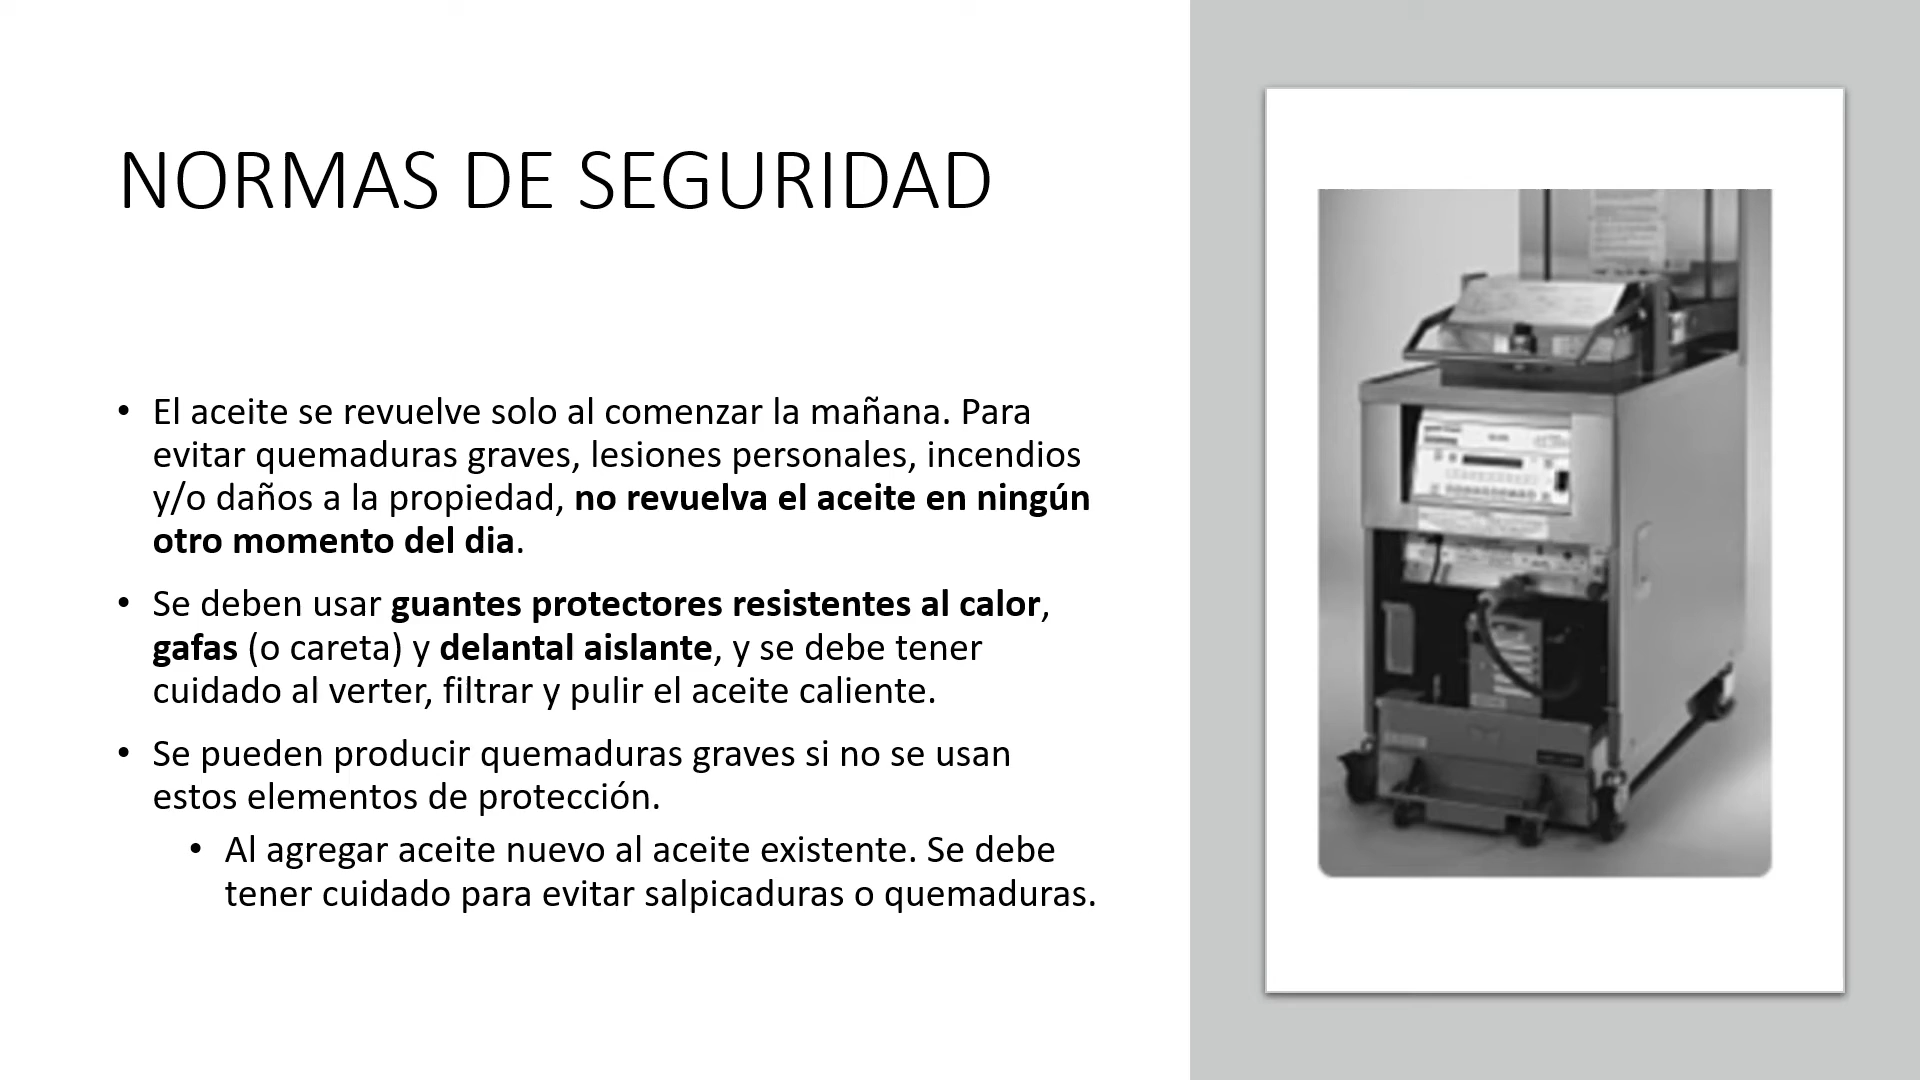 NORMAS DE SEGURIDAD
• El aceite se revuelve solo al comenzar la mañana. Para
evitar quemaduras graves, lesiones personales, incendios
y/o daños a la propiedad, no revuelva el aceite en ningún
otro momento del dia.
• Se deben usar guantes protectores resistentes al calor,
gafas (o careta) y delantal aislante, y se debe tener
cuidado al verter, filtrar y pulir el aceite caliente.
• Se pueden producir quemaduras graves si no se usan
estos elementos de protección.
• Al agregar aceite nuevo al aceite existente. Se debe
tener cuidado para evitar salpicaduras o quemaduras.